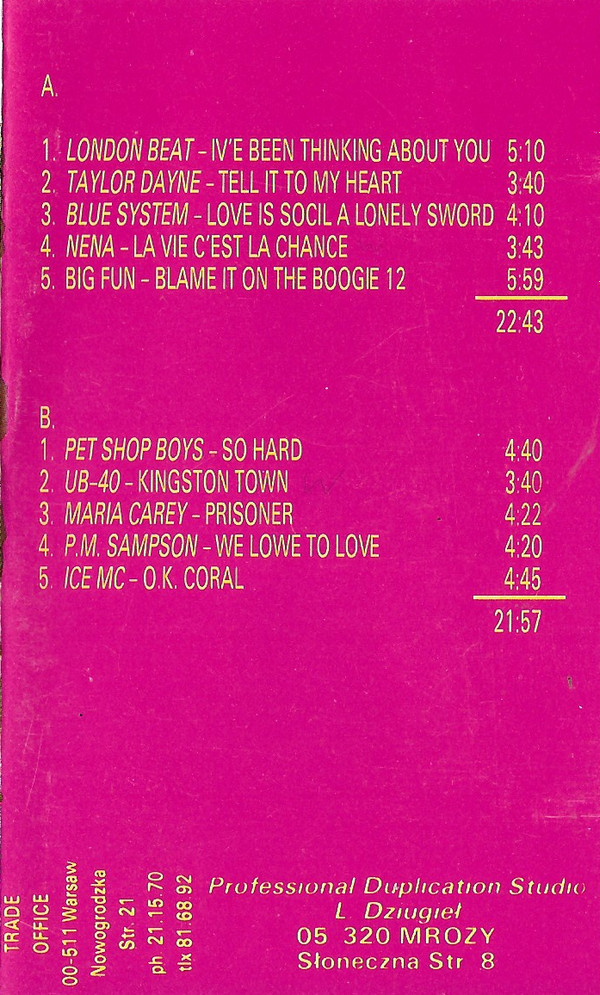 A.
1. LONDON BEAT – IV'E BEEN THINKING ABOUT YOU 5:10
2. TAYLOR DAYNE – TELL IT TO MY HEART 3:40
3. BLUE SYSTEM – LOVE IS SOCIL A LONELY SWORD 4:10
4. NENA – LA VIE C'EST LA CHANCE 3:43
5. BIG FUN – BLAME IT ON THE BOOGIE 12 5:59
22:43
B.
1. PET SHOP BOYS – SO HARD 4:40
2. UB-40 – KINGSTON TOWN 3:40
3. MARIA CAREY – PRISONER 4:22
4. P.M. SAMPSON – WE LOWE TO LOVE 4:20
5. ICE MC – O.K. CORAL 4:45
21:57
TRADE
OFFICE
00-511 Warsaw
Nowogrodzka
Str. 21
ph 21.15.70
tlx 81.68 92
Professional Duplication Studio
L. Dziugieł
05 320 MROZY
Słoneczna Str 8